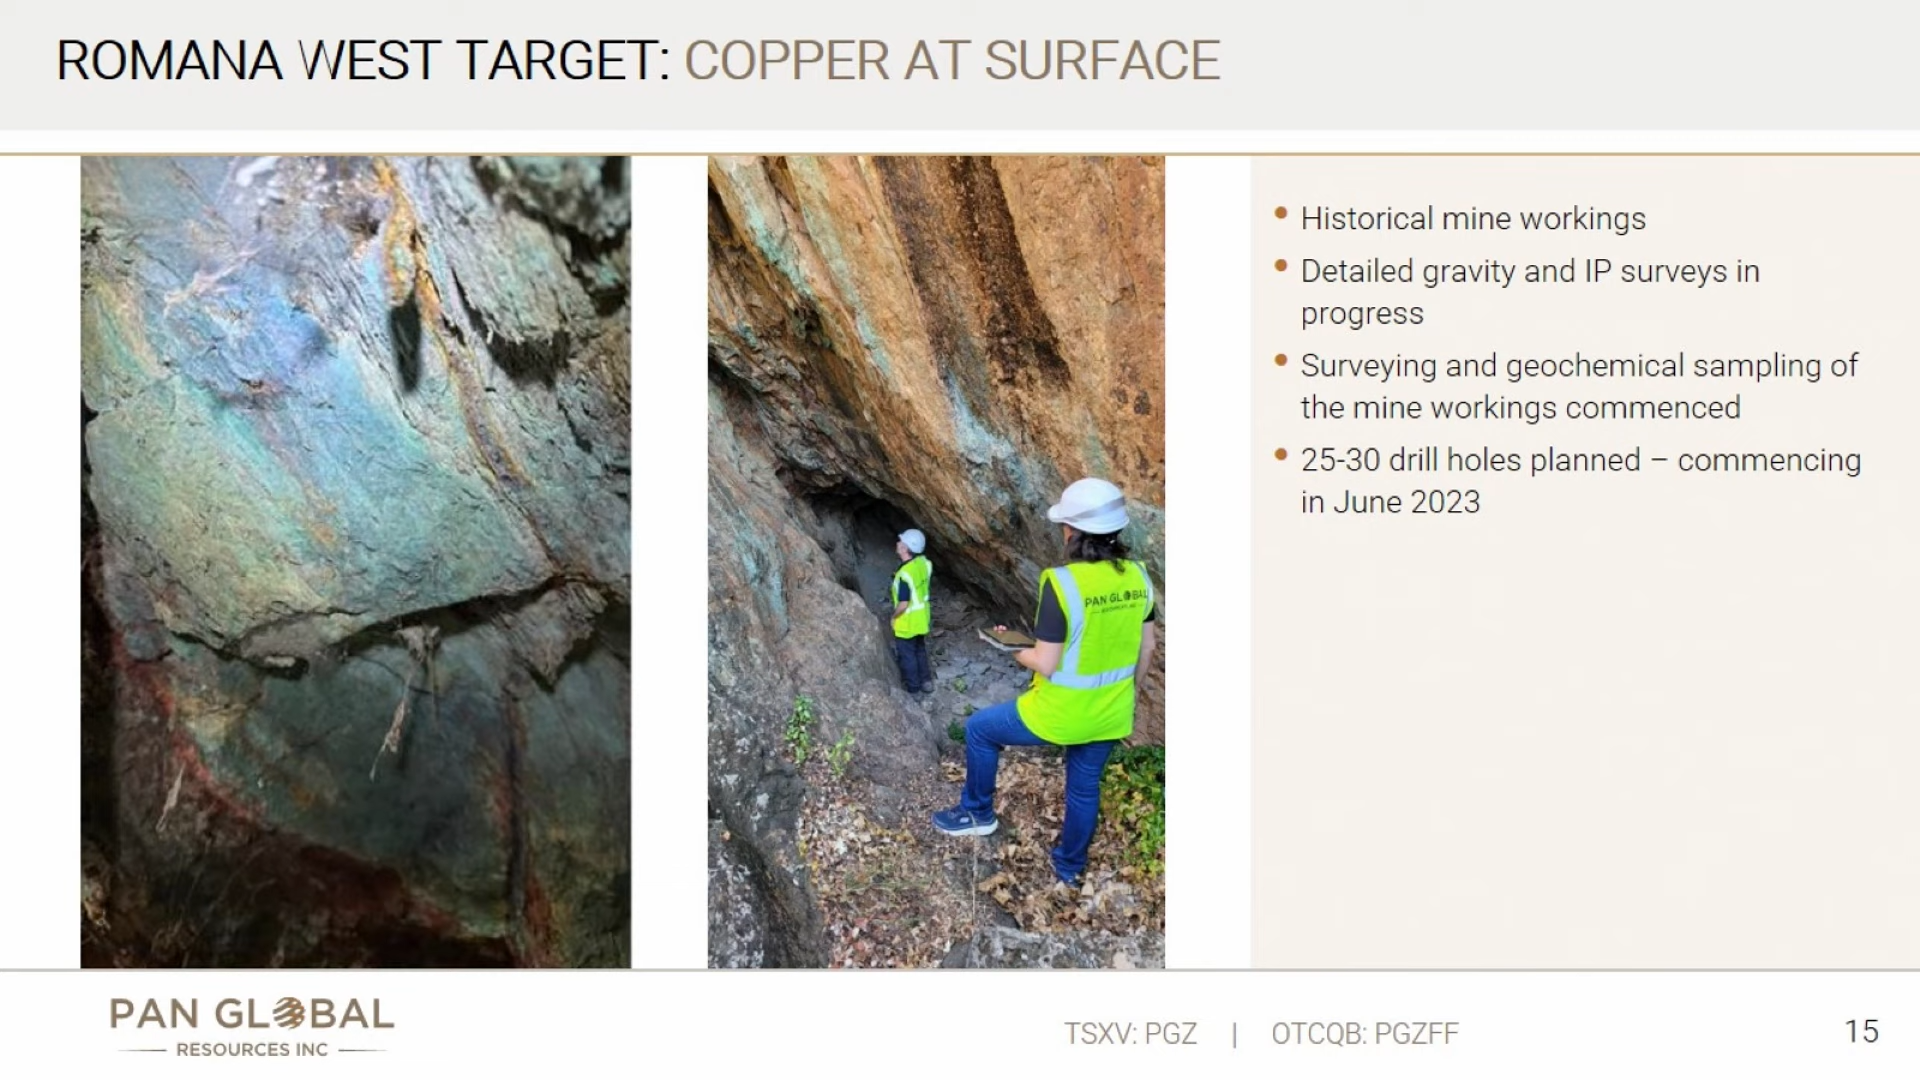 ROMANA WEST TARGET: COPPER AT SURFACE
• Historical mine workings
• Detailed gravity and IP surveys in
progress
• Surveying and geochemical sampling of
the mine workings commenced
• 25-30 drill holes planned – commencing
in June 2023
PAN GLOBAL
PAN GLOBAL
RESOURCES INC
TSXV: PGZ | OTCQB: PGZFF
15